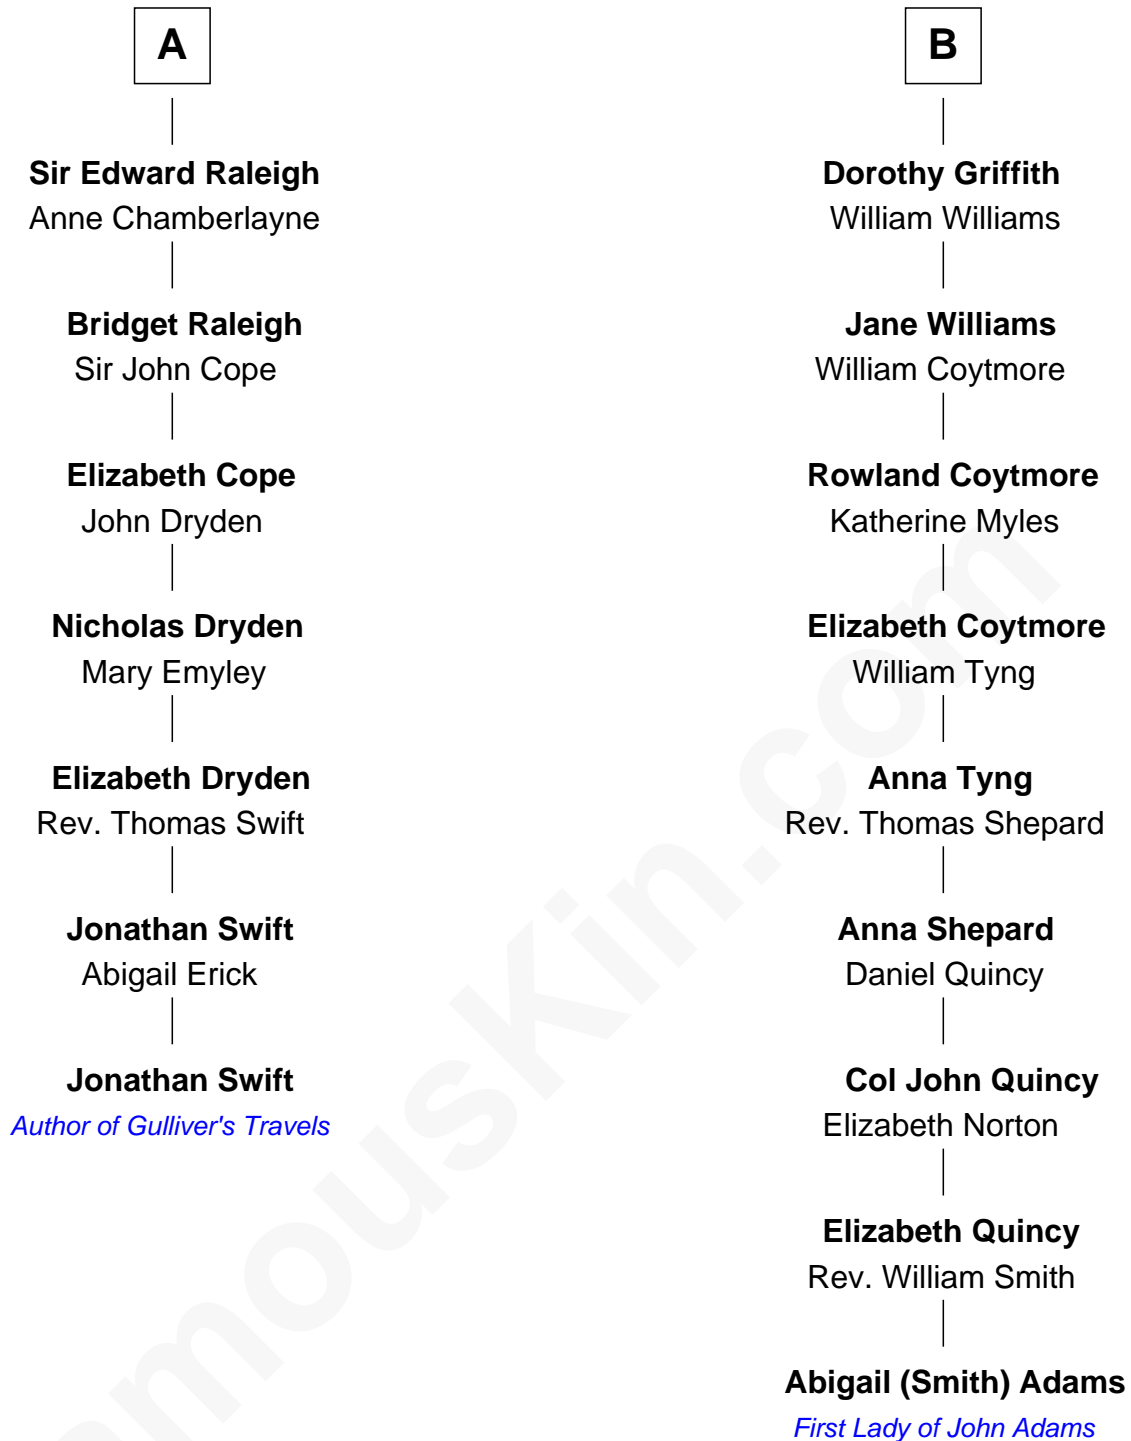 A
Sir Edward Raleigh
Anne Chamberlayne
Bridget Raleigh
Sir John Cope
Elizabeth Cope
John Dryden
Nicholas Dryden
Mary Emyley
Elizabeth Dryden
Rev. Thomas Swift
Jonathan Swift
Abigail Erick
Jonathan Swift
Author of Gulliver's Travels
B
Dorothy Griffith
William Williams
Jane Williams
William Coytmore
Rowland Coytmore
Katherine Myles
Elizabeth Coytmore
William Tyng
Anna Tyng
Rev. Thomas Shepard
Anna Shepard
Daniel Quincy
Col John Quincy
Elizabeth Norton
Elizabeth Quincy
Rev. William Smith
Abigail (Smith) Adams
First Lady of John Adams
amouskin.com